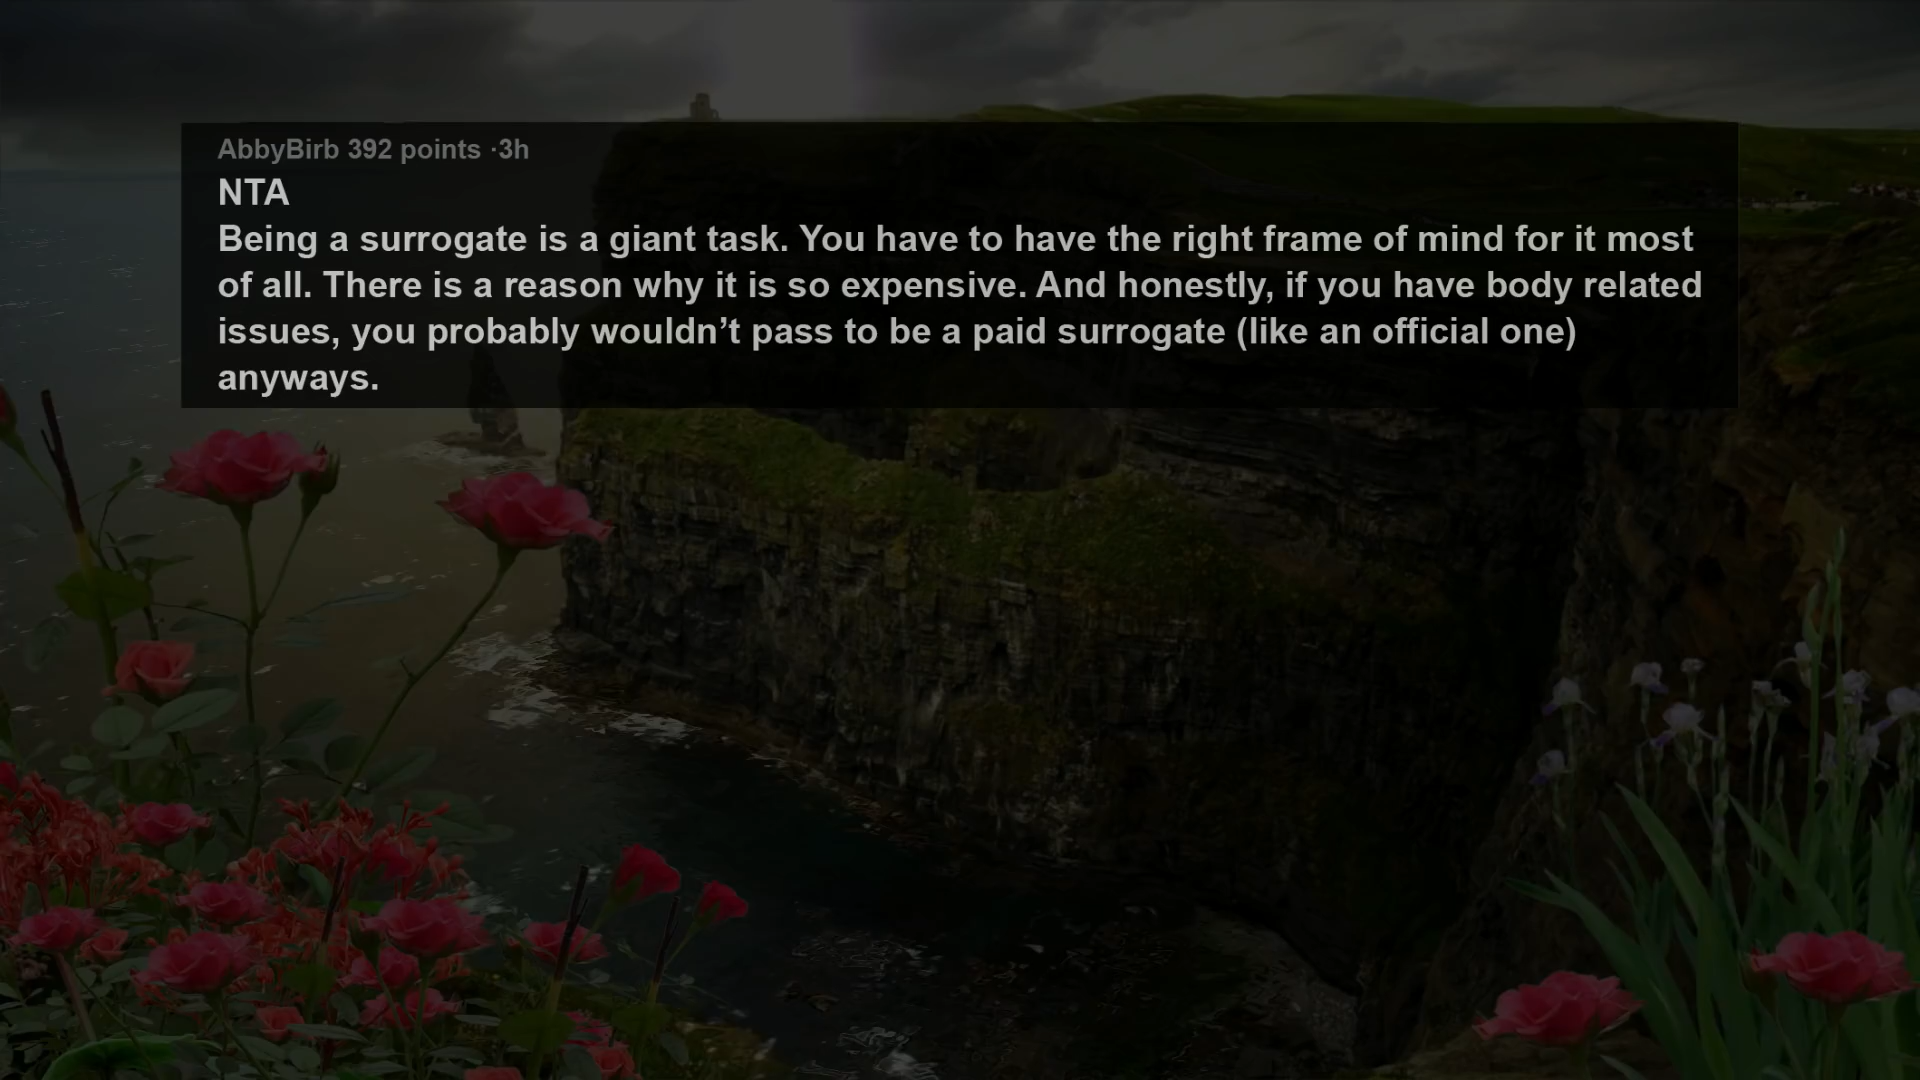 AbbyBirb 392 points ·3h
NTA
Being a surrogate is a giant task. You have to have the right frame of mind for it most
of all. There is a reason why it is so expensive. And honestly, if you have body related
issues, you probably wouldn’t pass to be a paid surrogate (like an official one)
anyways.